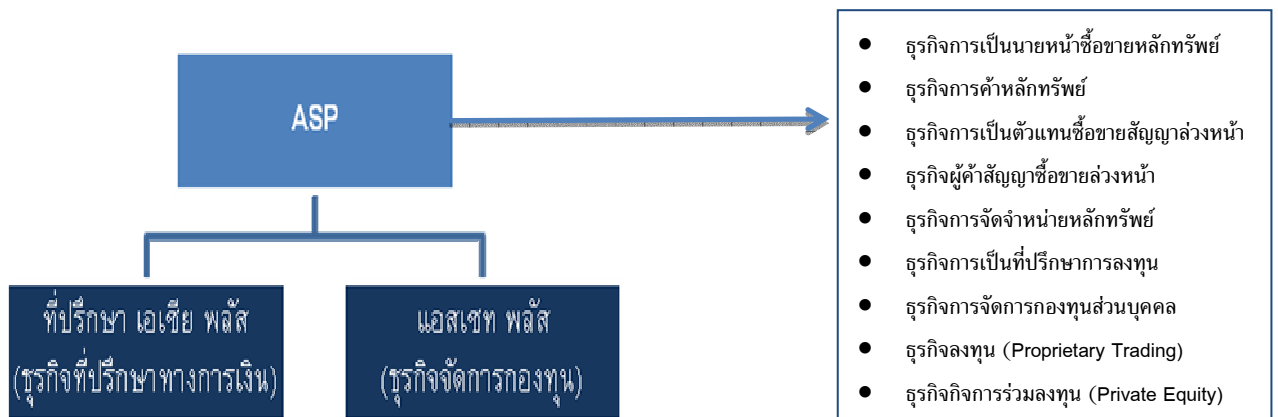 ASP
ที่ปรึกษา เอเชีย พลัส
(ธุรกิจที่ปรึกษาทางการเงิน)
แอสเซท พลัส
(ธุรกิจจัดการกองทุน)
● ธุรกิจการเป็นนายหน้าซื้อขายหลักทรัพย์
● ธุรกิจการค้าหลักทรัพย์
● ธุรกิจการเป็นตัวแทนซื้อขายสัญญาล่วงหน้า
● ธุรกิจผู้ค้าสัญญาซื้อขายล่วงหน้า
● ธุรกิจการจัดจำหน่ายหลักทรัพย์
● ธุรกิจการเป็นที่ปรึกษาการลงทุน
● ธุรกิจการจัดการกองทุนส่วนบุคคล
● ธุรกิจลงทุน (Proprietary Trading)
● ธุรกิจกิจการร่วมลงทุน (Private Equity)